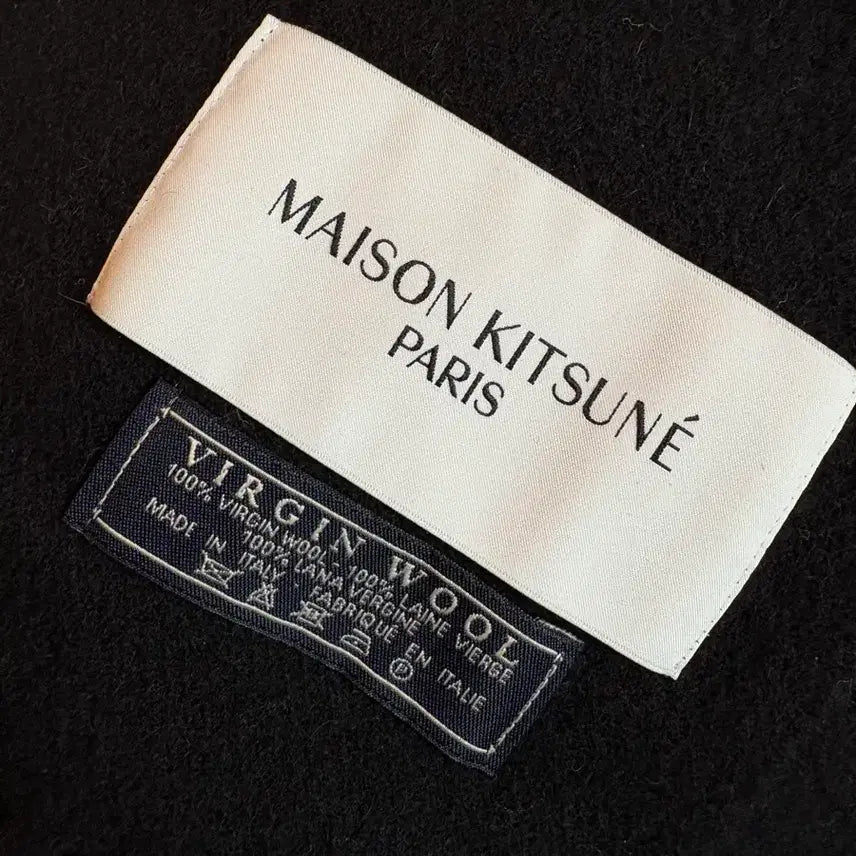 MAISON KITSUNÉ
PARIS
VIRGIN WOOL
100% VIRGIN WOOL - 100% LAINE VIERGE
100% LANA VERGINE
MADE IN ITALY FABRIQUÉ EN ITALIE
P